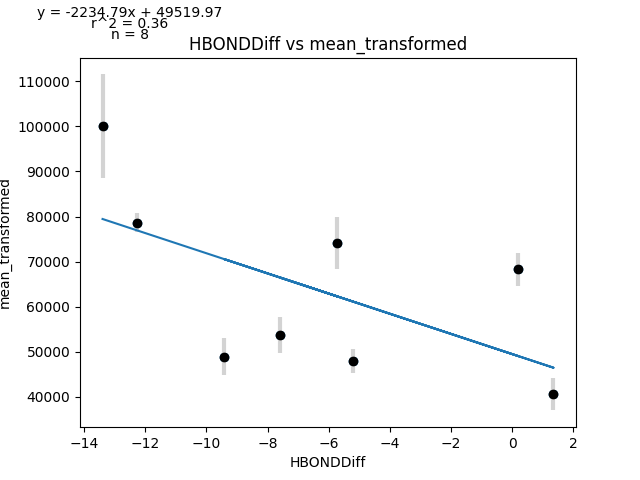 y = -2234.79x + 49519.97
r^2 = 0.36
n = 8
HBONDDiff vs mean_transformed
110000
100000
90000
80000
70000
60000
50000
40000
mean_transformed
−14
−12
−10
−8
−6
−4
−2
0
2
HBONDDiff